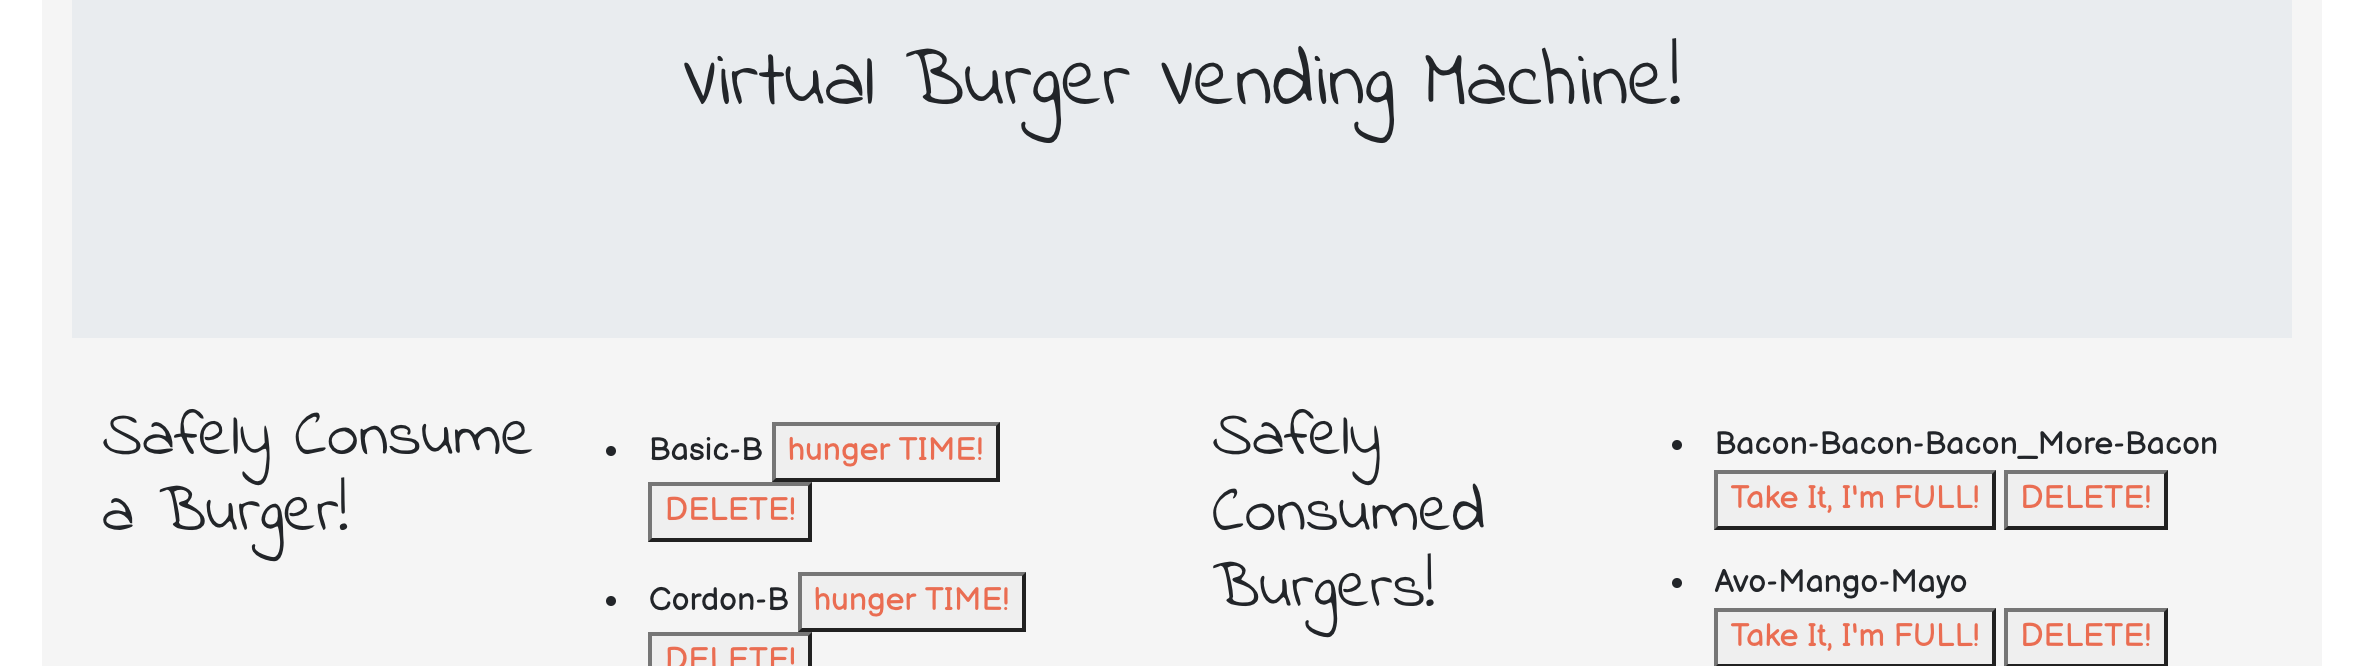 Virtual Burger Vending Machine!
Safely Consume
a Burger!
Basic-B hunger TIME!
DELETE!
Cordon-B hunger TIME!
DELETE!
Safely
Consumed
Burgers!
Bacon-Bacon-Bacon_More-Bacon
Take It, I'm FULL! DELETE!
Avo-Mango-Mayo
Take It, I'm FULL! DELETE!